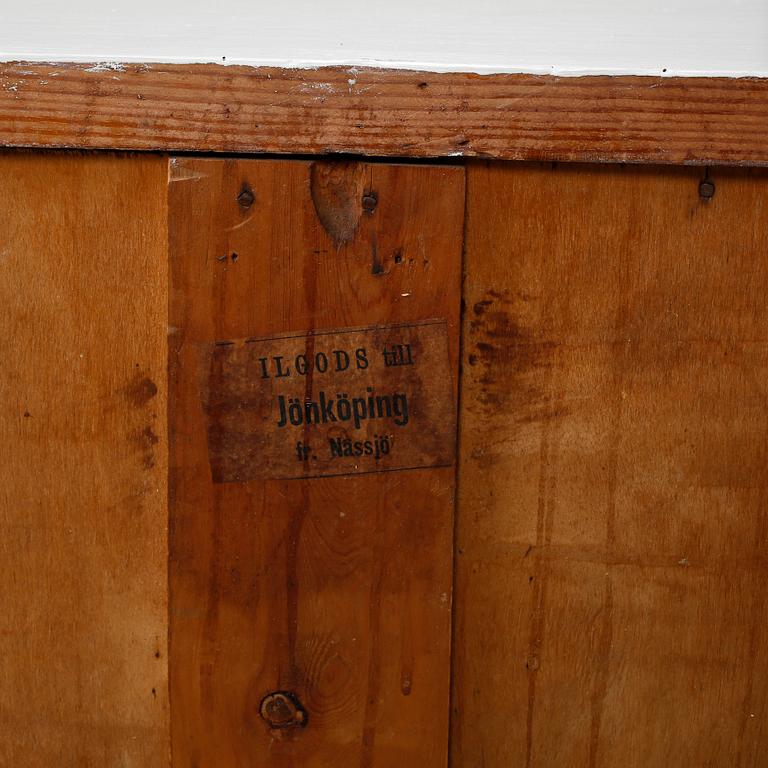 ILGODS till
Jönköping
fr. Nässjö